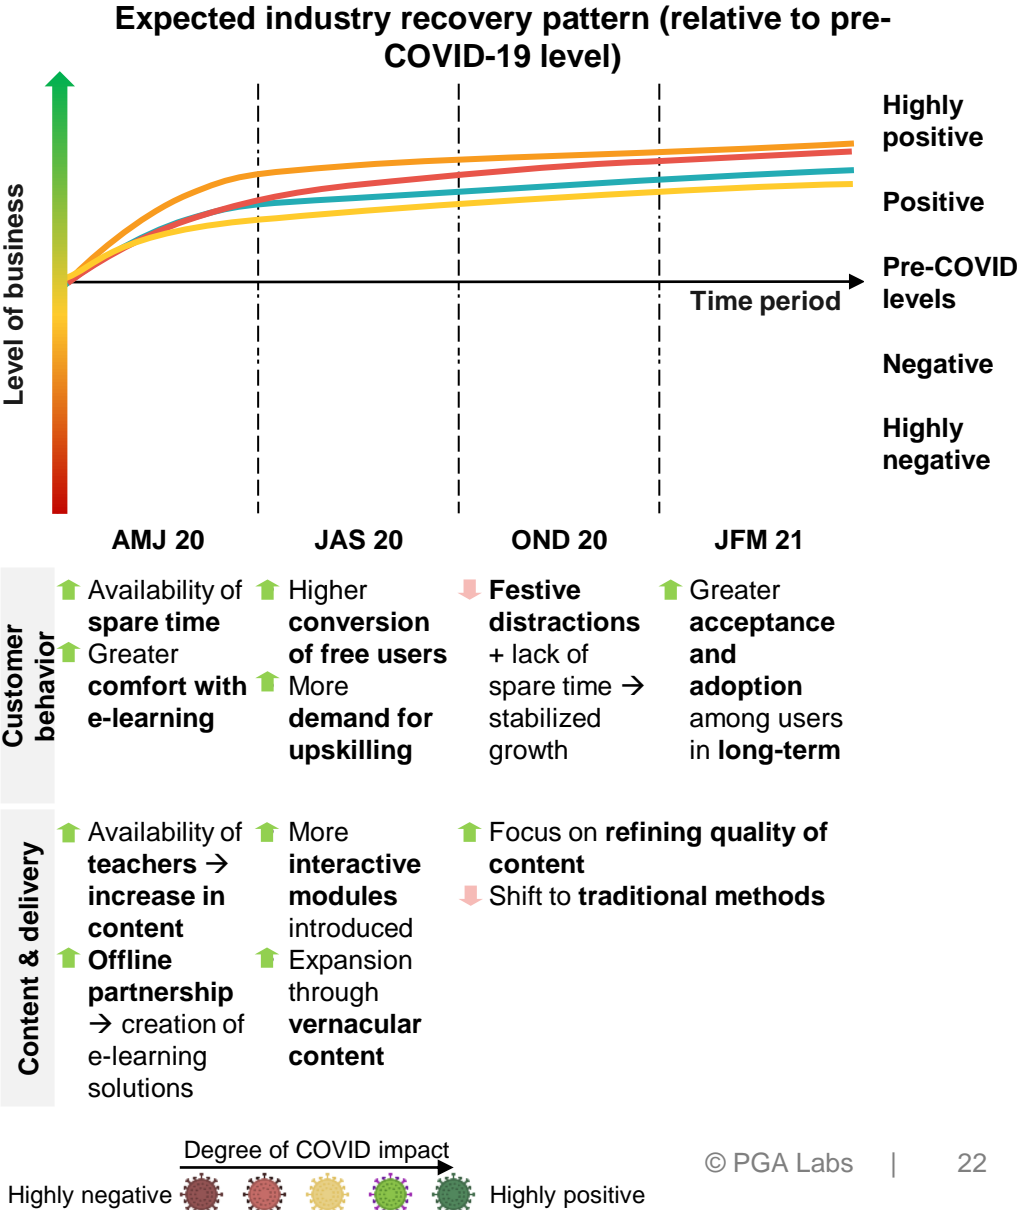 Expected industry recovery pattern (relative to pre-
COVID-19 level)
Level of business
Highly
positive
Positive
Pre-COVID
levels
Time period
Negative
Highly
negative
AMJ 20
JAS 20
OND 20
JFM 21
Customer
behavior
Availability of
spare time
Greater
comfort with
e-learning
Higher
conversion
of free users
More
demand for
upskilling
Festive
distractions
+ lack of
spare time →
stabilized
growth
Greater
acceptance
and
adoption
among users
in long-term
Content & delivery
Availability of
teachers →
increase in
content
Offline
partnership
→ creation of
e-learning
solutions
More
interactive
modules
introduced
Expansion
through
vernacular
content
Focus on refining quality of
content
Shift to traditional methods
Degree of COVID impact
Highly negative
Highly positive
© PGA Labs | 22